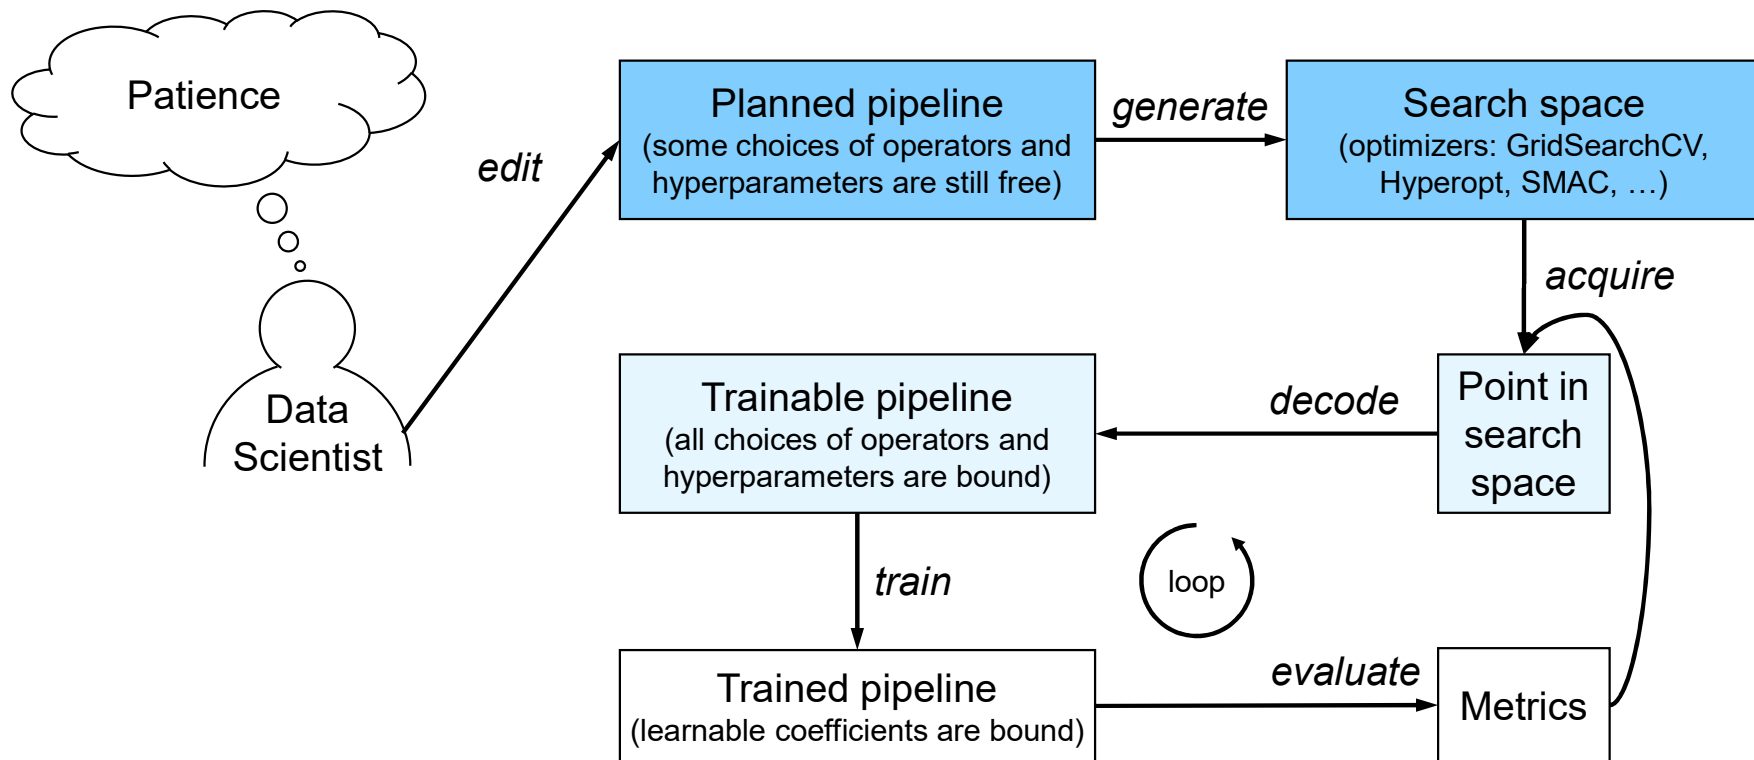 Patience
Data
Scientist
edit
Planned pipeline
(some choices of operators and
hyperparameters are still free)
generate
Search space
(optimizers: GridSearchCV,
Hyperopt, SMAC, …)
acquire
Point in
search
space
decode
Trainable pipeline
(all choices of operators and
hyperparameters are bound)
train
loop
Trained pipeline
(learnable coefficients are bound)
evaluate
Metrics